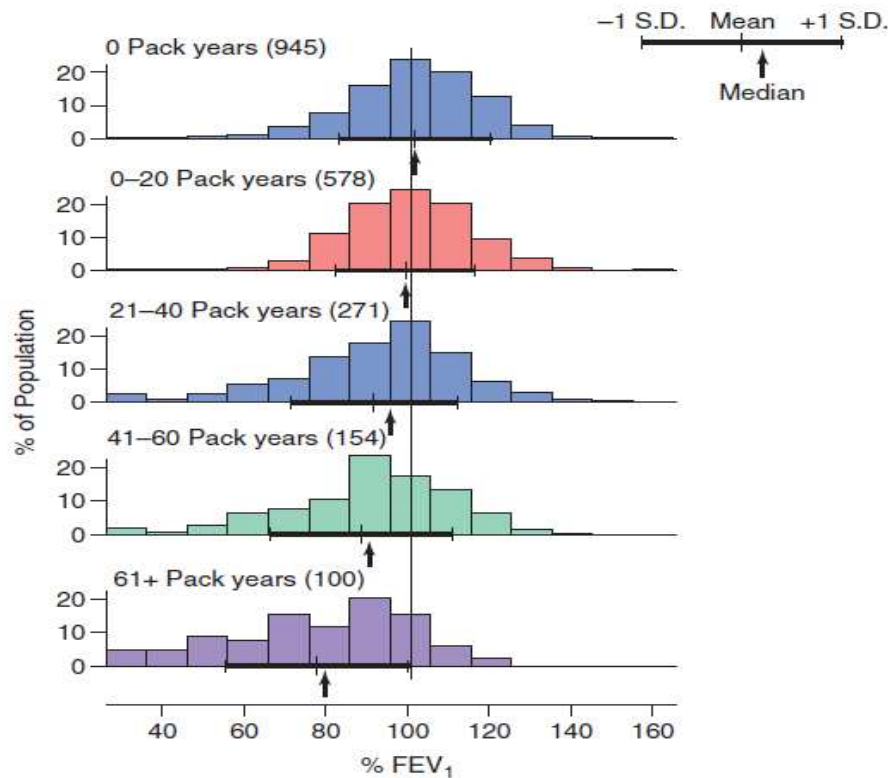 −1 S.D. Mean +1 S.D.
Median
0 Pack years (945)
20
10
0
0–20 Pack years (578)
20
10
0
21–40 Pack years (271)
20
10
0
41–60 Pack years (154)
20
10
0
61+ Pack years (100)
20
10
0
% of Population
40 60 80 100 120 140 160
% FEV₁